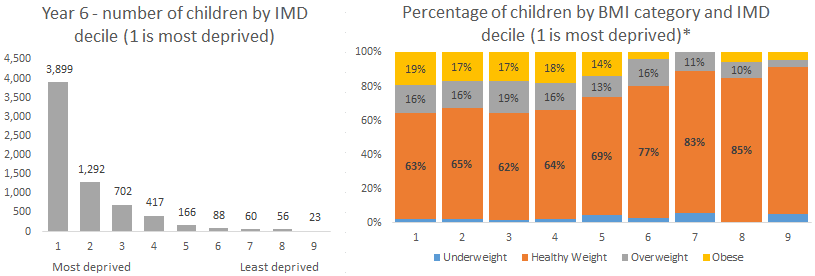 Year 6 - number of children by IMD
decile (1 is most deprived)
4,500
4,000
3,500
3,000
2,500
2,000
1,500
1,000
500
0
3,899
1,292
702
417
166
88
60
56
23
1 2 3 4 5 6 7 8 9
Most deprived Least deprived
Percentage of children by BMI category and IMD
decile (1 is most deprived)*
100%
80%
60%
40%
20%
0%
19% 17% 17% 18% 14%
16% 16% 19% 16% 13% 16% 11% 10%
63% 65% 62% 64% 69% 77% 83% 85%
1 2 3 4 5 6 7 8 9
Underweight Healthy Weight Overweight Obese